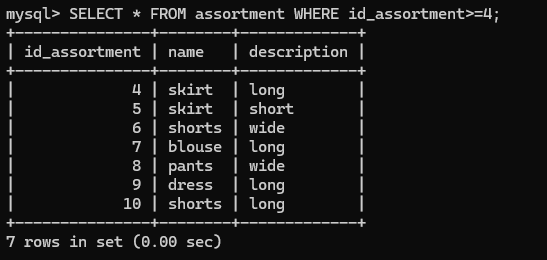 mysql> SELECT * FROM assortment WHERE id_assortment>=4;
+---------------+--------+-------------+
| id_assortment | name   | description |
+---------------+--------+-------------+
|             4 | skirt  | long        |
|             5 | skirt  | short       |
|             6 | shorts | wide        |
|             7 | blouse | long        |
|             8 | pants  | wide        |
|             9 | dress  | long        |
|            10 | shorts | long        |
+---------------+--------+-------------+
7 rows in set (0.00 sec)